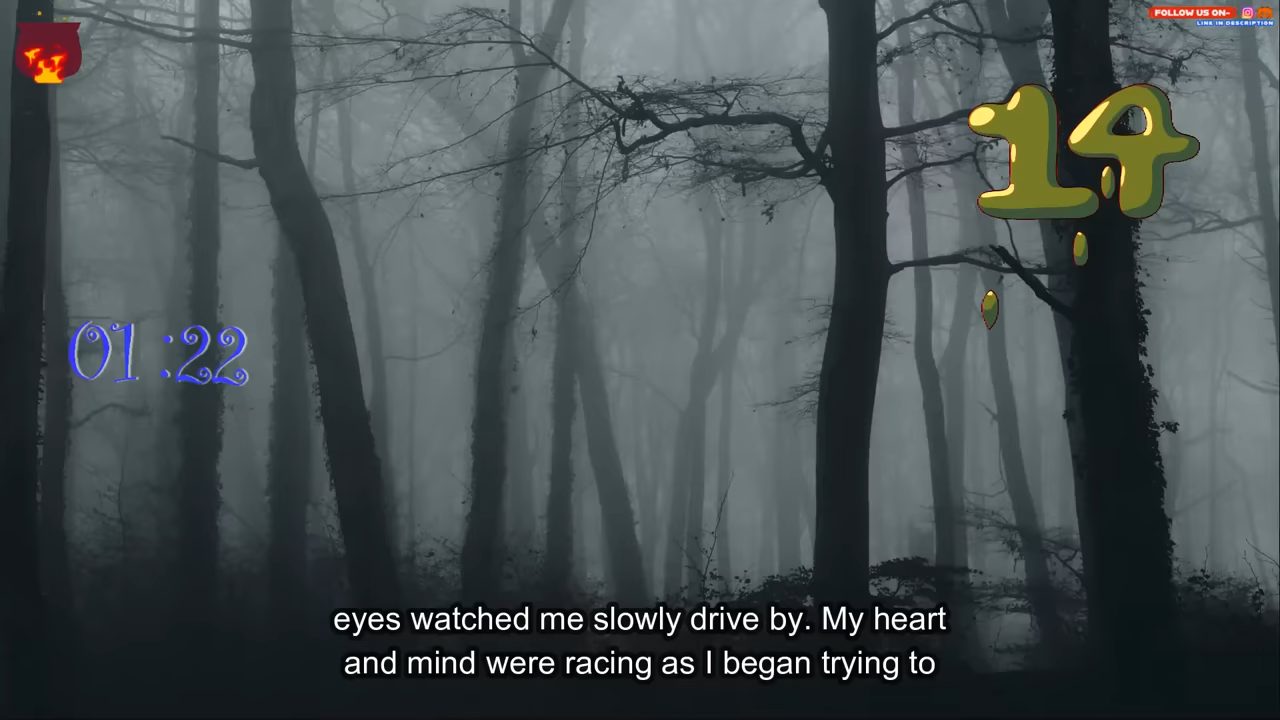 FOLLOW US ON-
LINK IN DESCRIPTION
14
01 :22
eyes watched me slowly drive by. My heart
and mind were racing as I began trying to